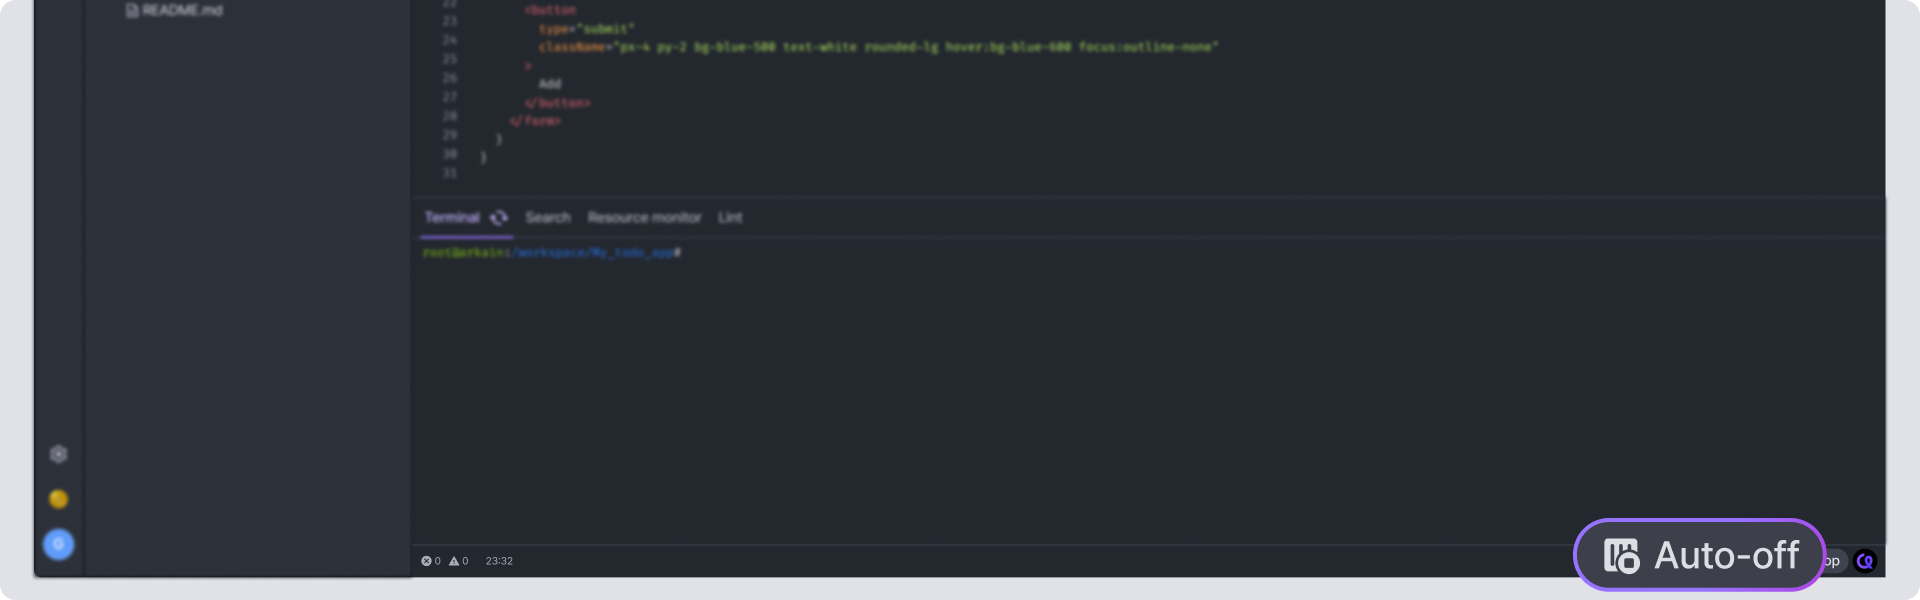 README.md
22
<button
23
type="submit"
24
className="px-4 py-2 bg-blue-500 text-white rounded-lg hover:bg-blue-600 focus:outline-none"
25
>
26
Add
27
</button>
28
</form>
29
)
30
}
31
Terminal Search Resource monitor Lint
root@arkain:/workspace/My_todo_app#
G
0 0 23:32
Auto-off
op